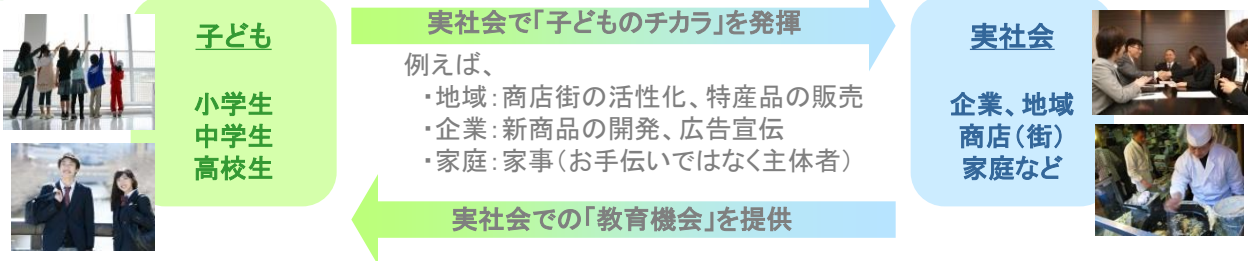 子ども
小学生
中学生
高校生
実社会で「子どものチカラ」を発揮
例えば、
・地域：商店街の活性化、特産品の販売
・企業：新商品の開発、広告宣伝
・家庭：家事（お手伝いではなく主体者）
実社会での「教育機会」を提供
実社会
企業、地域
商店（街）
家庭など